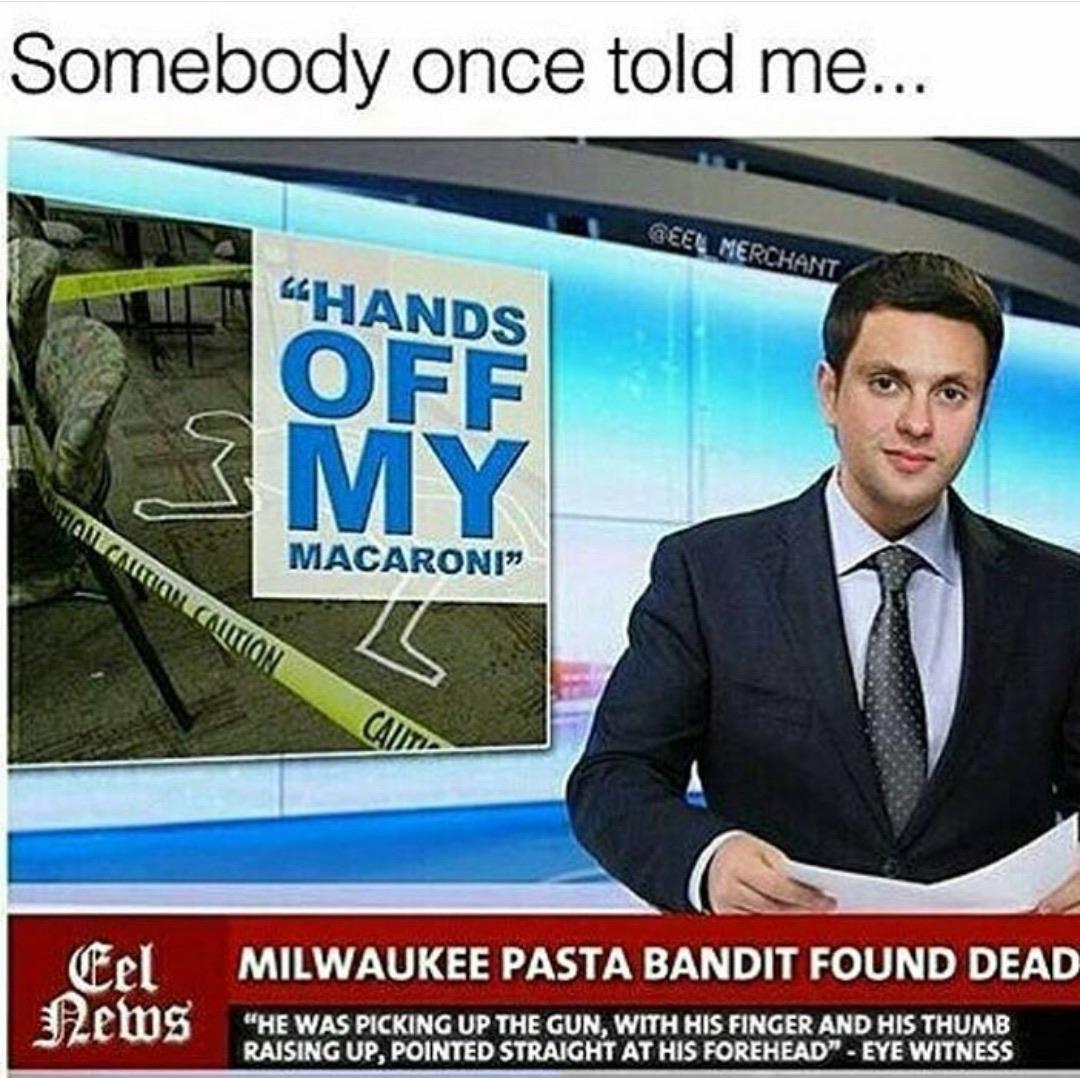 Somebody once told me...
@EEL MERCHANT
“HANDS
OFF
MY
MACARONI”
CAUTION CAUTION CAUTION
CAUTI
Eel
News
MILWAUKEE PASTA BANDIT FOUND DEAD
“HE WAS PICKING UP THE GUN, WITH HIS FINGER AND HIS THUMB
RAISING UP, POINTED STRAIGHT AT HIS FOREHEAD” - EYE WITNESS